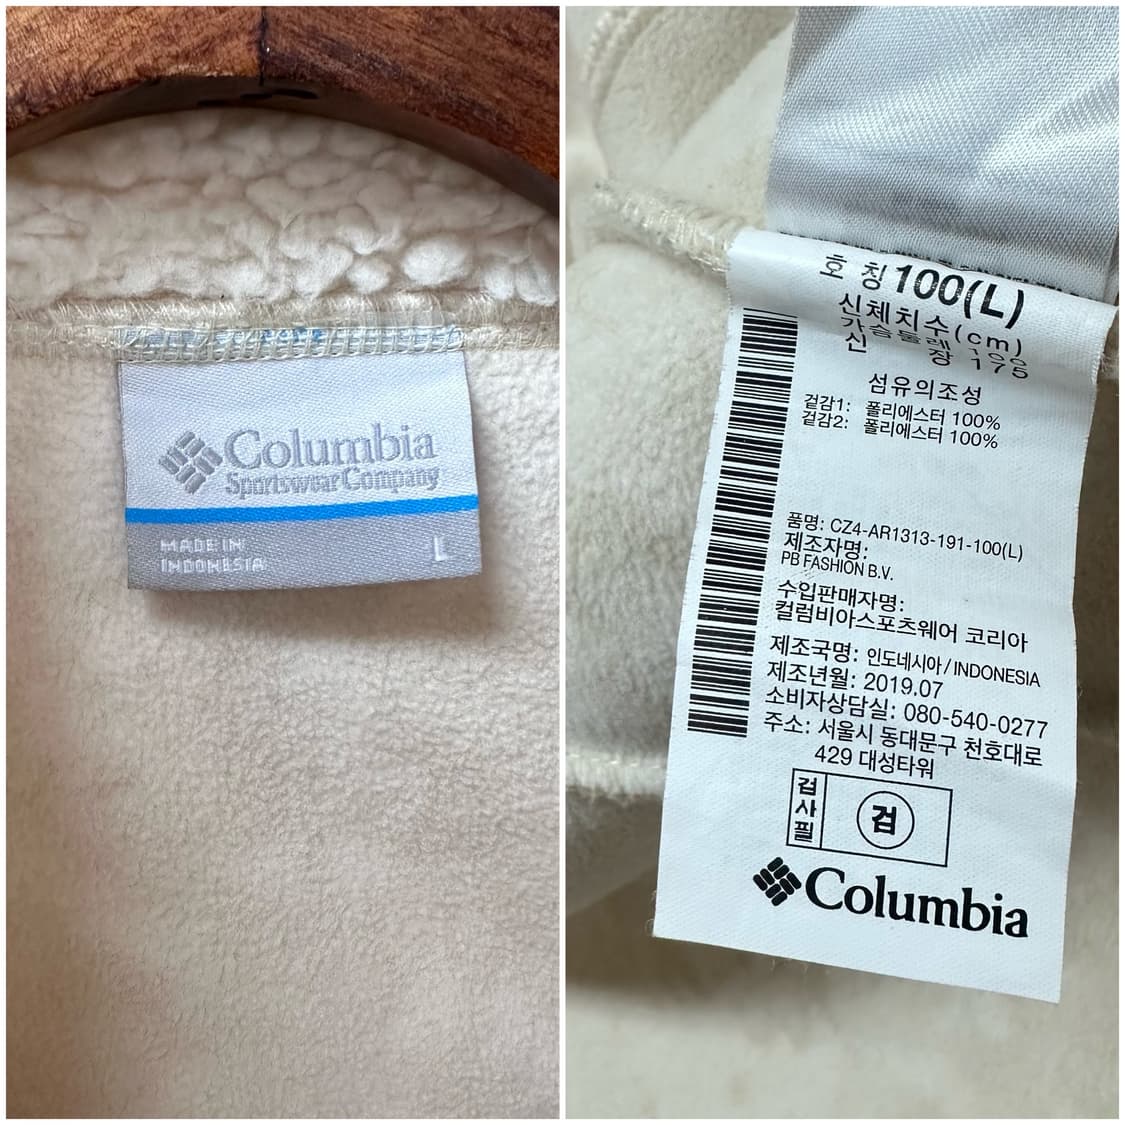 Columbia
Sportswear Company
MADE IN
INDONESIA
L
호 칭 100(L)
신체치수(cm)
가슴둘레 100
신 장 175
섬유의조성
겉감1: 폴리에스터 100%
겉감2: 폴리에스터 100%
품명: CZ4-AR1313-191-100(L)
제조자명:
PB FASHION B.V.
수입판매자명:
컬럼비아스포츠웨어 코리아
제조국명: 인도네시아/INDONESIA
제조년월: 2019.07
소비자상담실: 080-540-0277
주소: 서울시 동대문구 천호대로
429 대성타워
검사필
검
Columbia